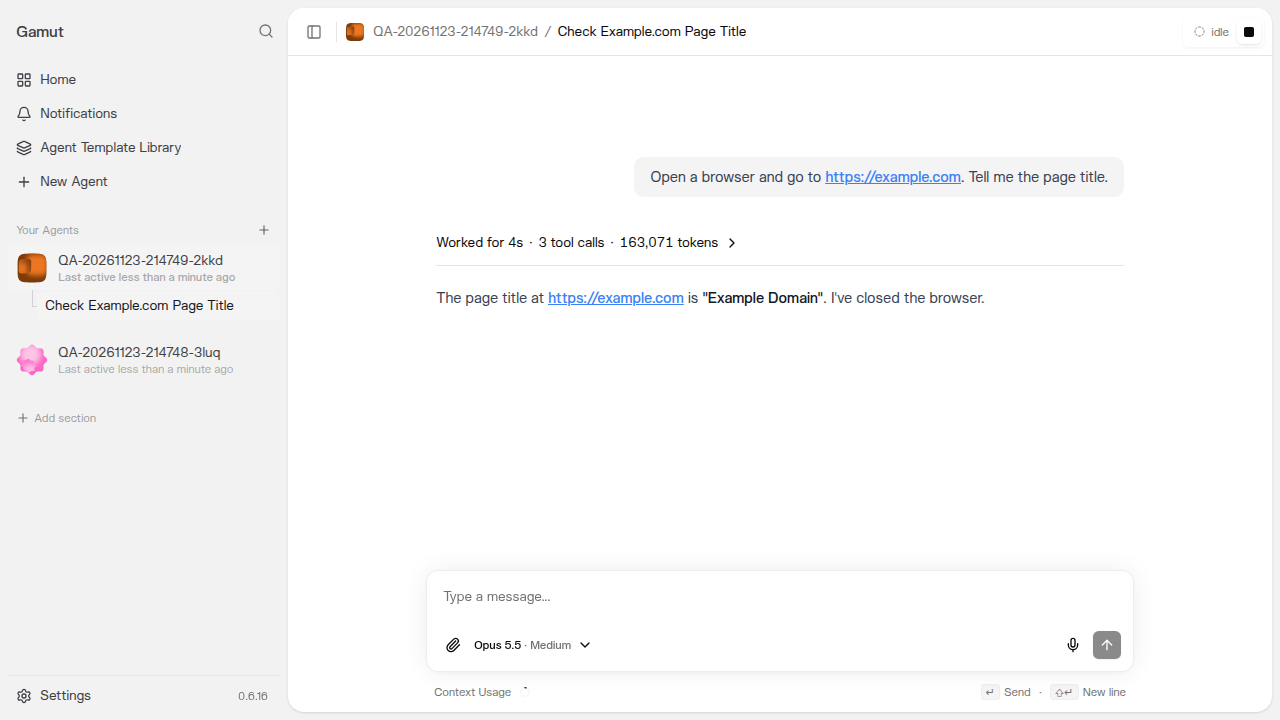 Gamut
Home
Notifications
Agent Template Library
New Agent
Your Agents
QA-20261123-214749-2kkd
Last active less than a minute ago
Check Example.com Page Title
QA-20261123-214748-3luq
Last active less than a minute ago
Add section
Settings
0.6.16
QA-20261123-214749-2kkd / Check Example.com Page Title
idle
Open a browser and go to https://example.com. Tell me the page title.
Worked for 4s · 3 tool calls · 163,071 tokens
The page title at https://example.com is "Example Domain". I've closed the browser.
Type a message...
Opus 5.5 · Medium
Context Usage
Send · New line